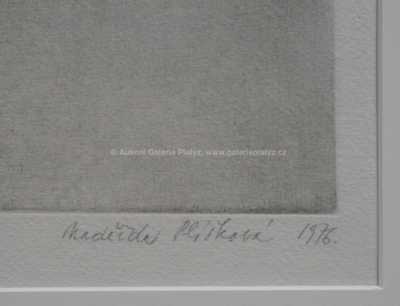 © Aukční Galerie Platýz, www.galerieplatyz.cz
Naděžda Plíšková 1976.